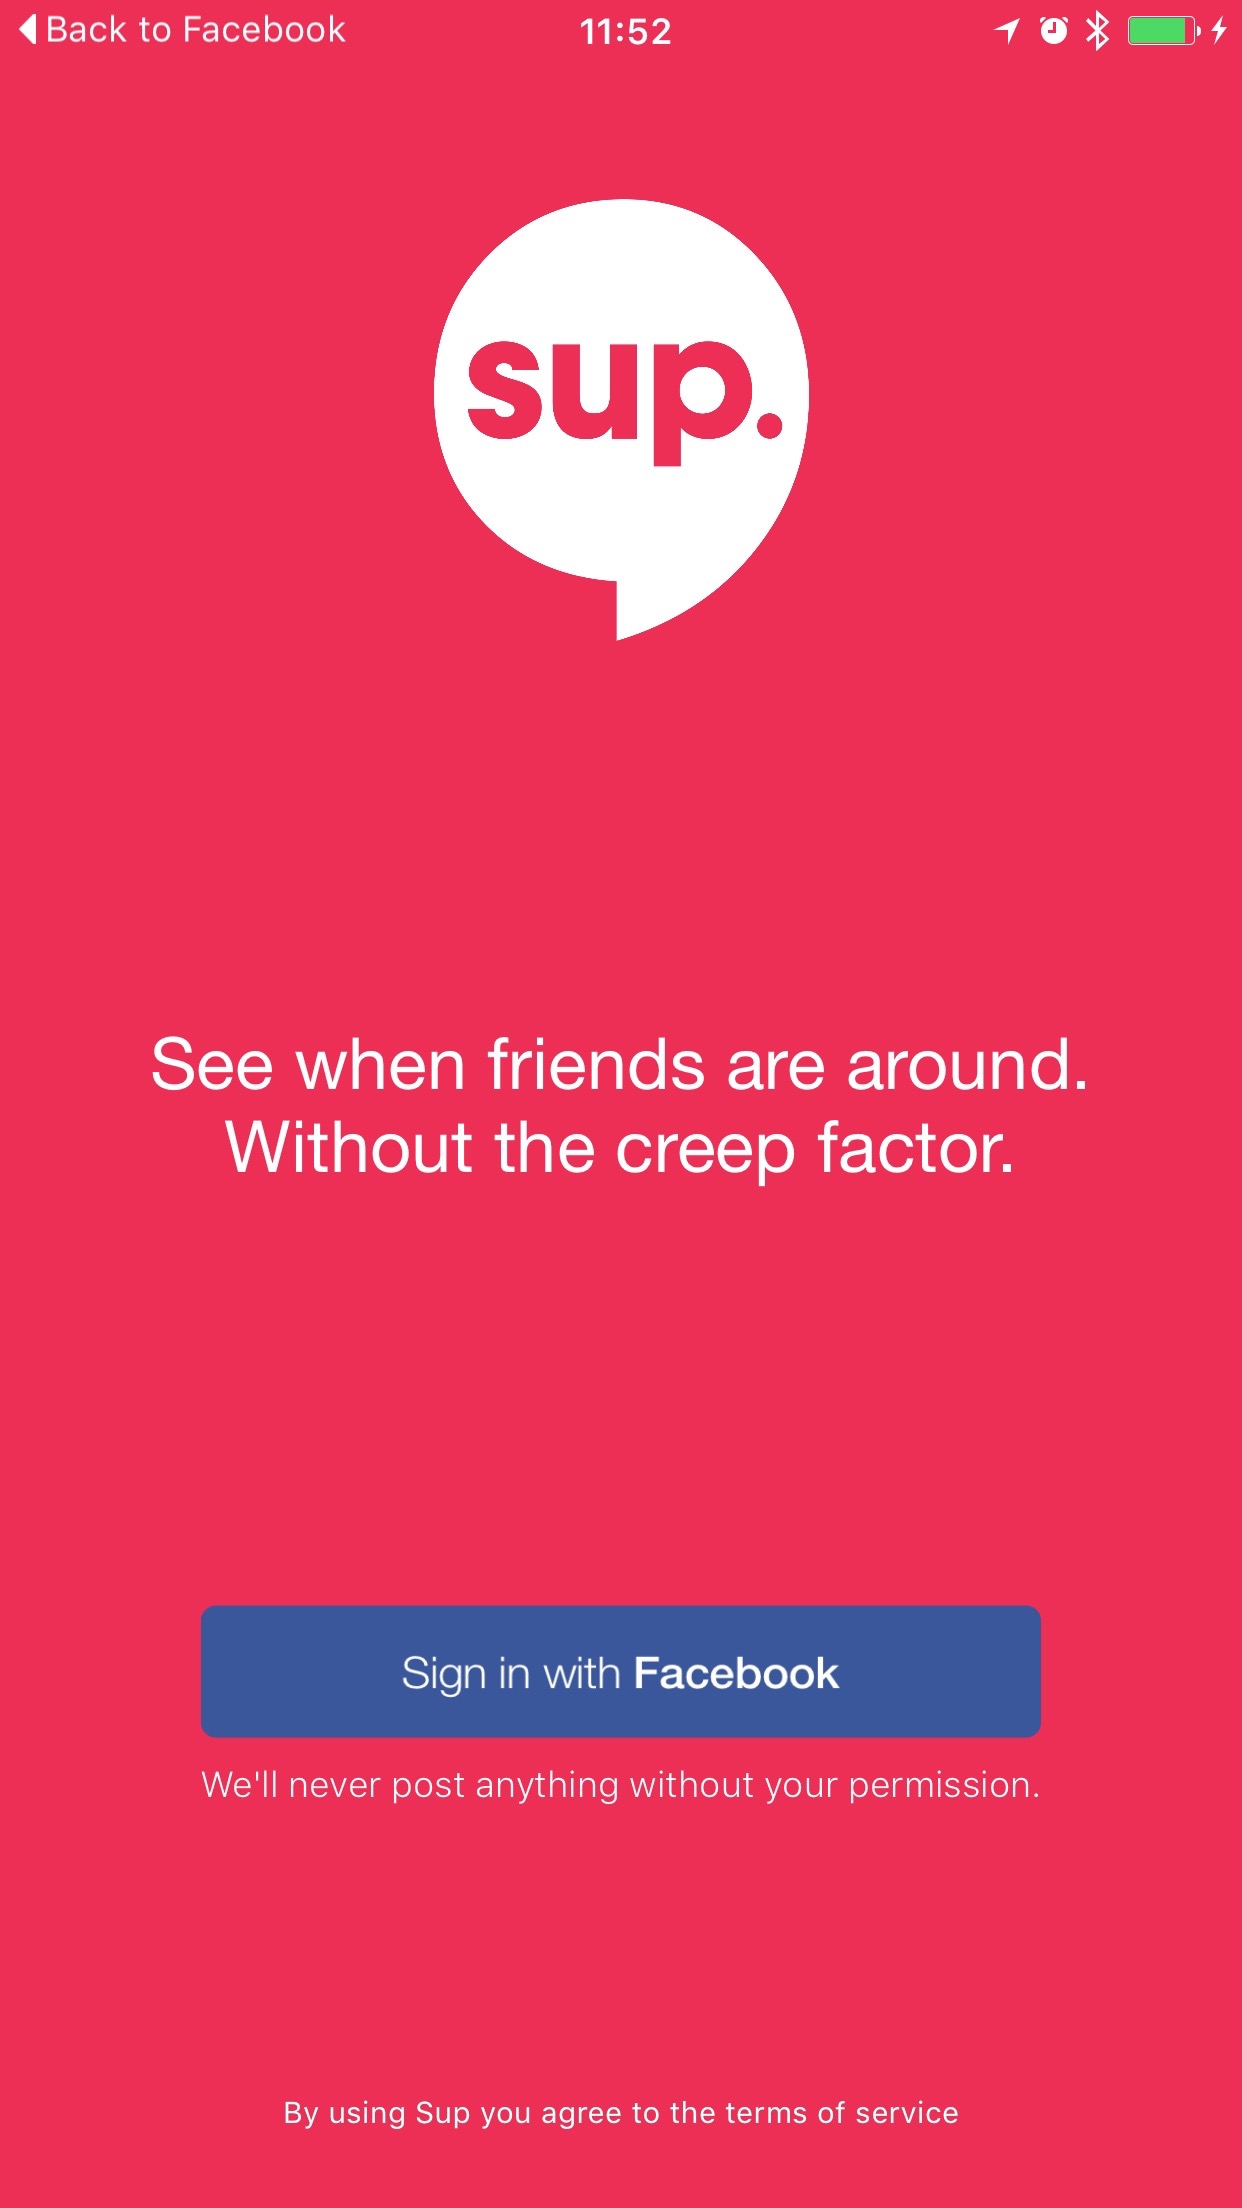 Back to Facebook 11:52
sup.
See when friends are around.
Without the creep factor.
Sign in with Facebook
We'll never post anything without your permission.
By using Sup you agree to the terms of service